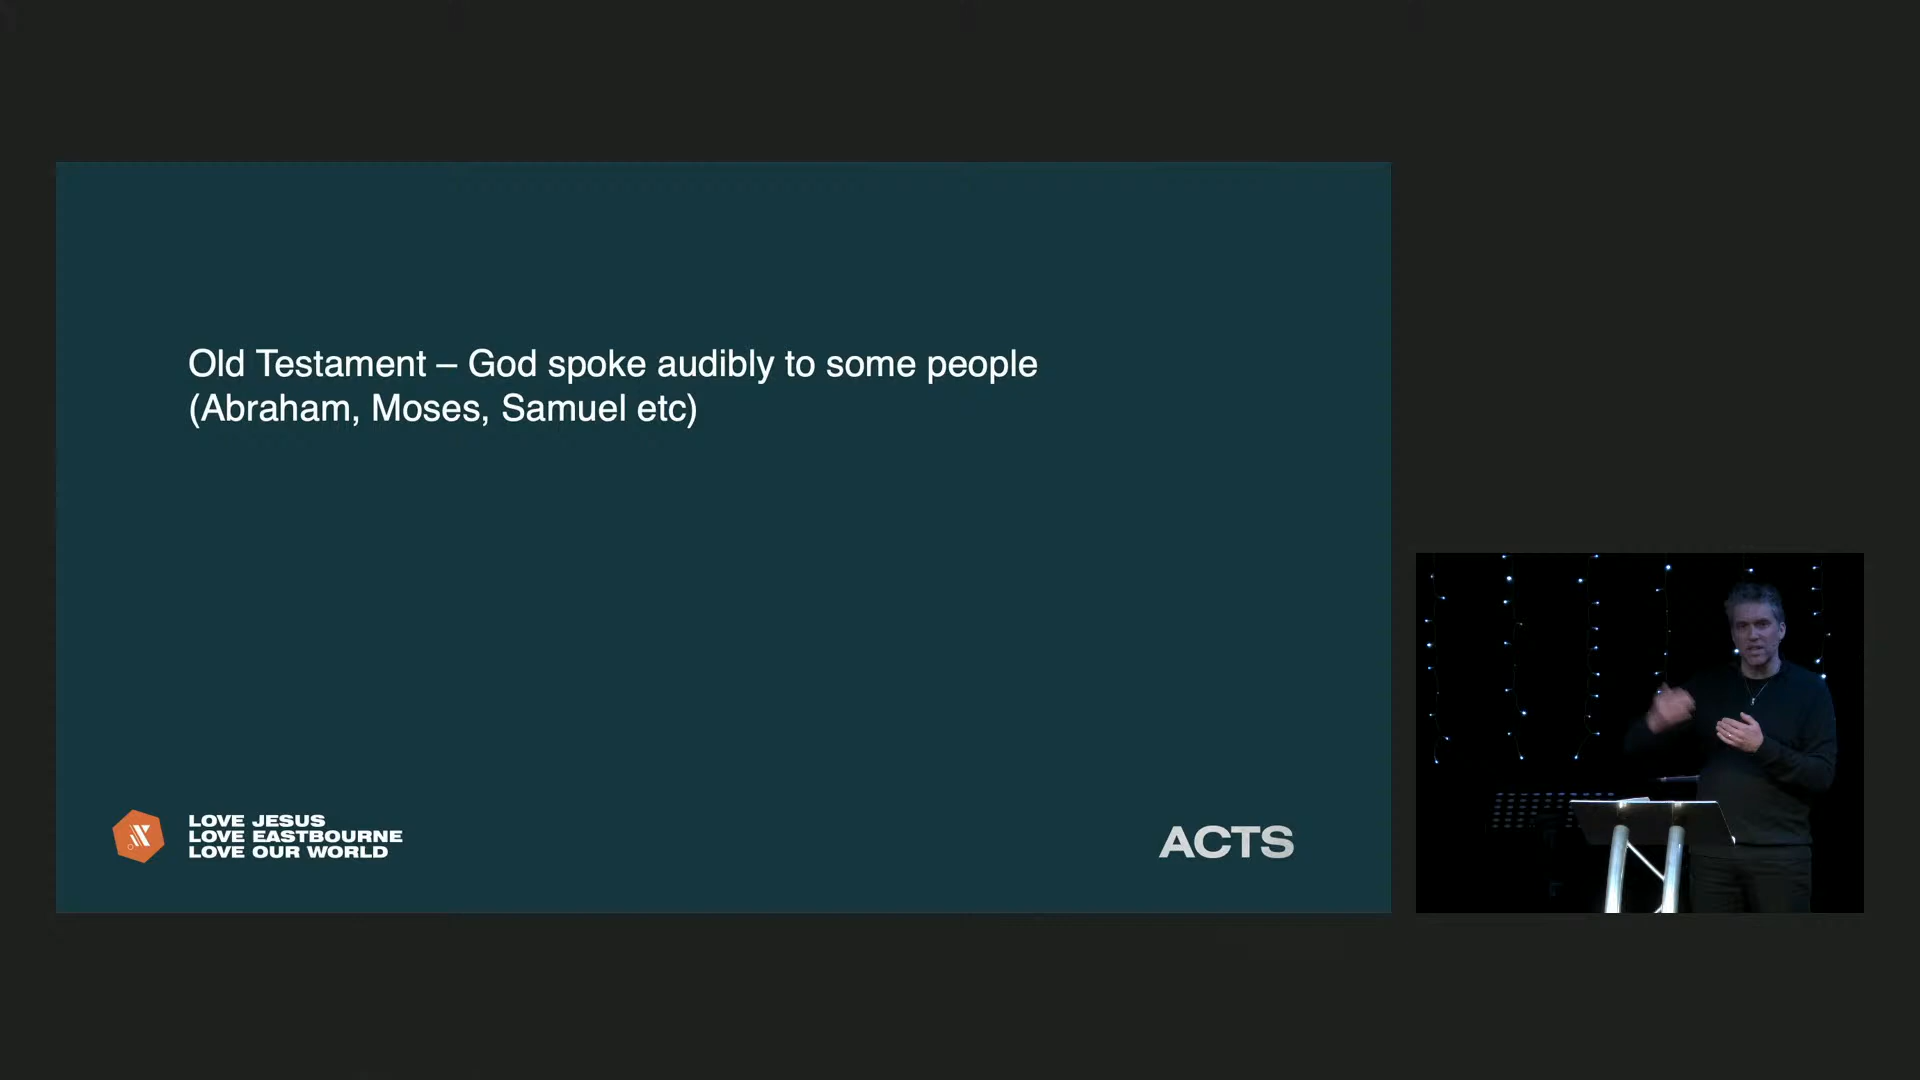 Old Testament – God spoke audibly to some people
(Abraham, Moses, Samuel etc)
LOVE JESUS
LOVE EASTBOURNE
LOVE OUR WORLD
ACTS